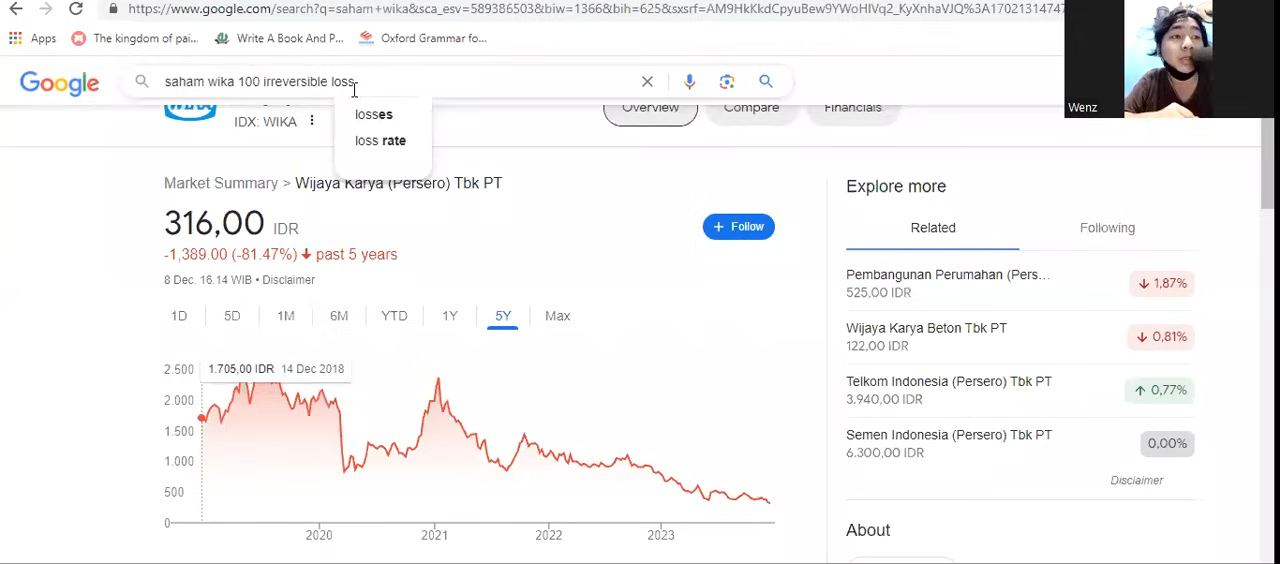 https://www.google.com/search?q=saham+wika&sca_esv=589386503&biw=1366&bih=625&sxsrf=AM9HkKkdCpyuBew9YWoHIVq2_KyXnhaVJQ%3A1702131474
Apps
The kingdom of pai...
Write A Book And P...
Oxford Grammar fo...
Google
saham wika 100 irreversible loss
losses
loss rate
WIKA
IDX: WIKA
Overview
Compare
Financials
Wenz
Market Summary > Wijaya Karya (Persero) Tbk PT
316,00 IDR
Follow
-1,389.00 (-81.47%) past 5 years
8 Dec. 16.14 WIB • Disclaimer
1D
5D
1M
6M
YTD
1Y
5Y
Max
1.705,00 IDR 14 Dec 2018
2.500
2.000
1.500
1.000
500
0
2020
2021
2022
2023
Explore more
Related
Following
Pembangunan Perumahan (Pers...
525,00 IDR
1,87%
Wijaya Karya Beton Tbk PT
122,00 IDR
0,81%
Telkom Indonesia (Persero) Tbk PT
3.940,00 IDR
0,77%
Semen Indonesia (Persero) Tbk PT
6.300,00 IDR
0,00%
Disclaimer
About